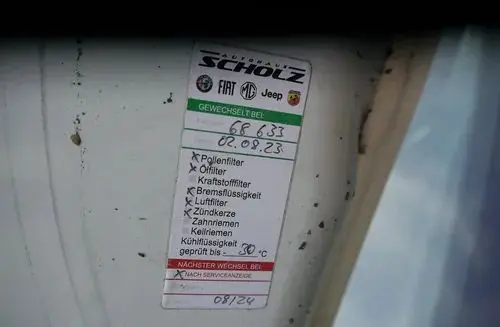 AUTOHAUS
SCHOLZ
FIAT MG Jeep
GEWECHSELT BEI:
68 633
02.08.23
x Pollenfilter
x Ölfilter
Kraftstofffilter
x Bremsflüssigkeit
x Luftfilter
x Zündkerze
Zahnriemen
Keilriemen
Kühlflüssigkeit
geprüft bis - 30 °C
NÄCHSTER WECHSEL BEI:
x NACH SERVICEANZEIGE
08/24